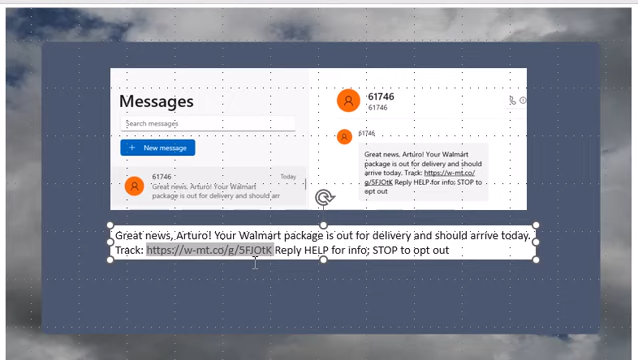 Messages
Search messages
+ New message
61746
Today
Great news, Arturo! Your Walmart
package is out for delivery and should arr
61746
61746
61746
Great news, Arturo! Your Walmart
package is out for delivery and should
arrive today. Track: https://w-mt.co/
g/5FJOtK Reply HELP for info; STOP to
opt out
Great news, Arturo! Your Walmart package is out for delivery and should arrive today.
Track: https://w-mt.co/g/5FJOtK Reply HELP for info; STOP to opt out